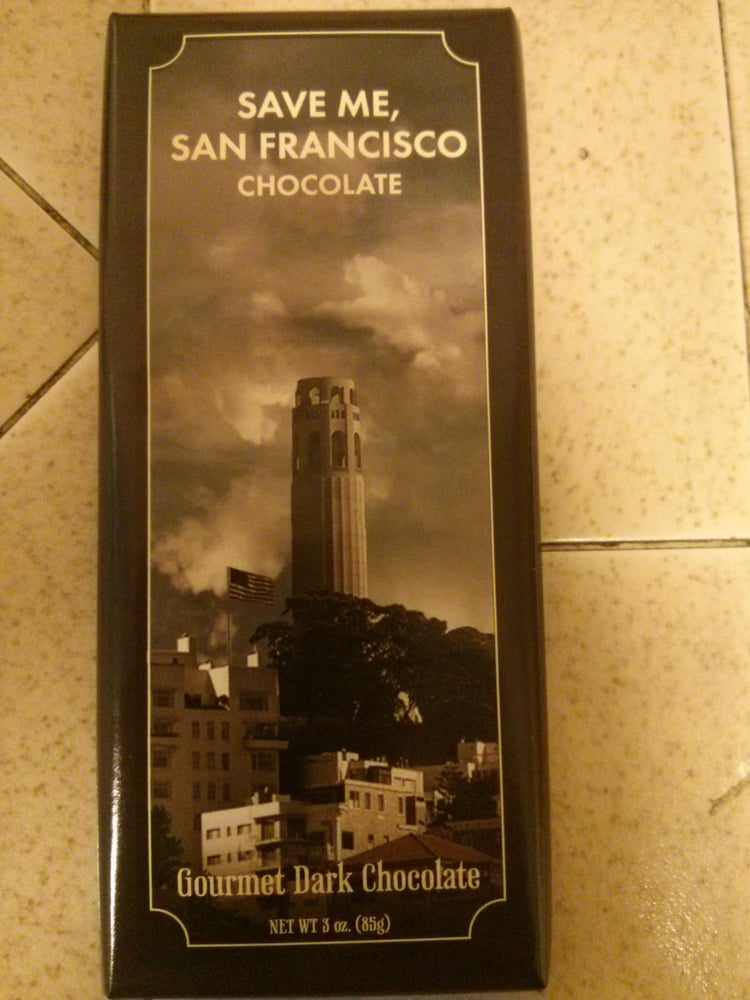 SAVE ME,
SAN FRANCISCO
CHOCOLATE
Gourmet Dark Chocolate
NET WT 3 oz. (85g)